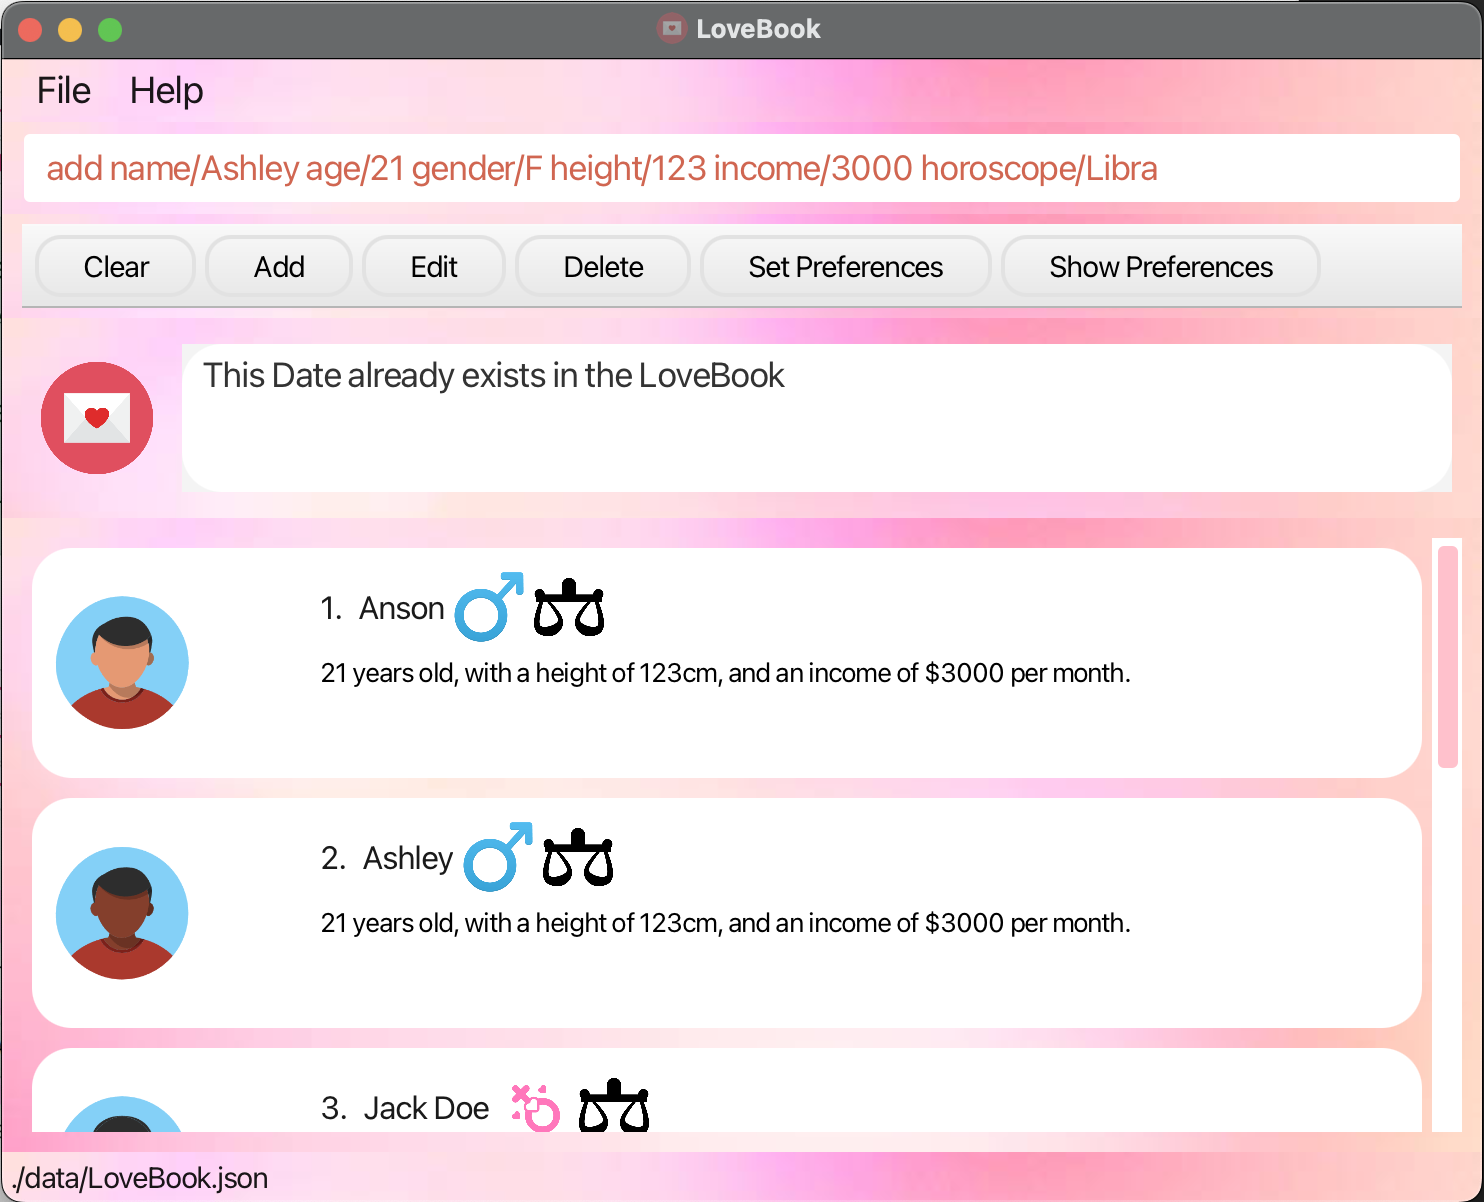 LoveBook
File Help
add name/Ashley age/21 gender/F height/123 income/3000 horoscope/Libra
Clear Add Edit Delete Set Preferences Show Preferences
This Date already exists in the LoveBook
1. Anson
21 years old, with a height of 123cm, and an income of $3000 per month.
2. Ashley
21 years old, with a height of 123cm, and an income of $3000 per month.
3. Jack Doe
./data/LoveBook.json